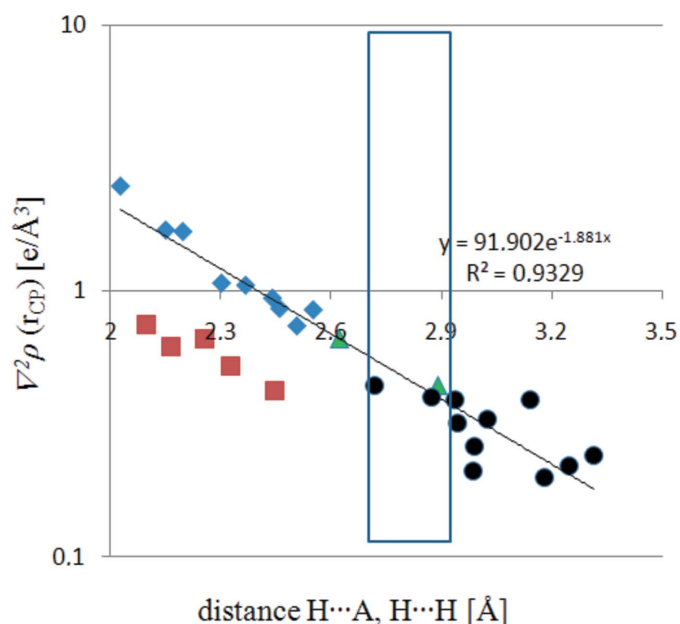 10
∇²ρ (r_CP) [e/Å³]
y = 91.902e^-1.881x
R² = 0.9329
1
2 2.3 2.6 2.9 3.2 3.5
0.1
distance H···A, H···H [Å]